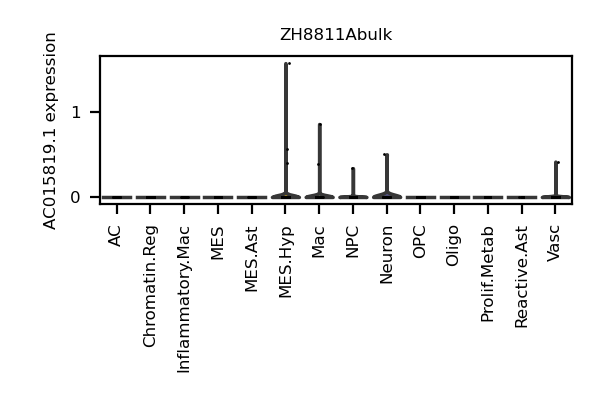 ZH8811Abulk
AC015819.1 expression
1
0
AC
Chromatin.Reg
Inflammatory.Mac
MES
MES.Ast
MES.Hyp
Mac
NPC
Neuron
OPC
Oligo
Prolif.Metab
Reactive.Ast
Vasc